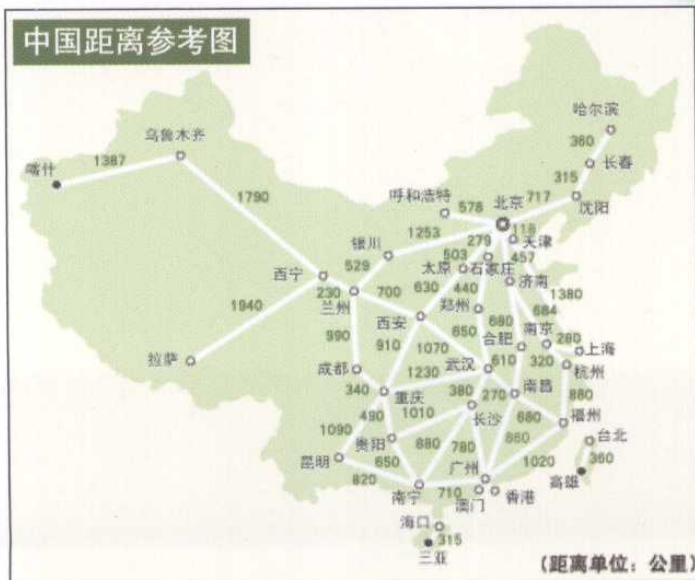 中国距离参考图
哈尔滨
360
长春
315
乌鲁木齐
喀什
1387
1790
呼和浩特
578
北京
717
沈阳
118
天津
银川
1253
279
503
太原
石家庄
457
济南
西宁
529
230
兰州
700
630
440
郑州
1380
684
1940
西安
650
680
合肥
南京
280
上海
拉萨
990
910
1070
武汉
610
320
杭州
成都
1230
340
重庆
380
270
南昌
880
490
1010
长沙
680
福州
1090
贵阳
880
780
860
台北
昆明
650
广州
1020
360
820
南宁
710
澳门
香港
高雄
海口
315
三亚
(距离单位：公里)